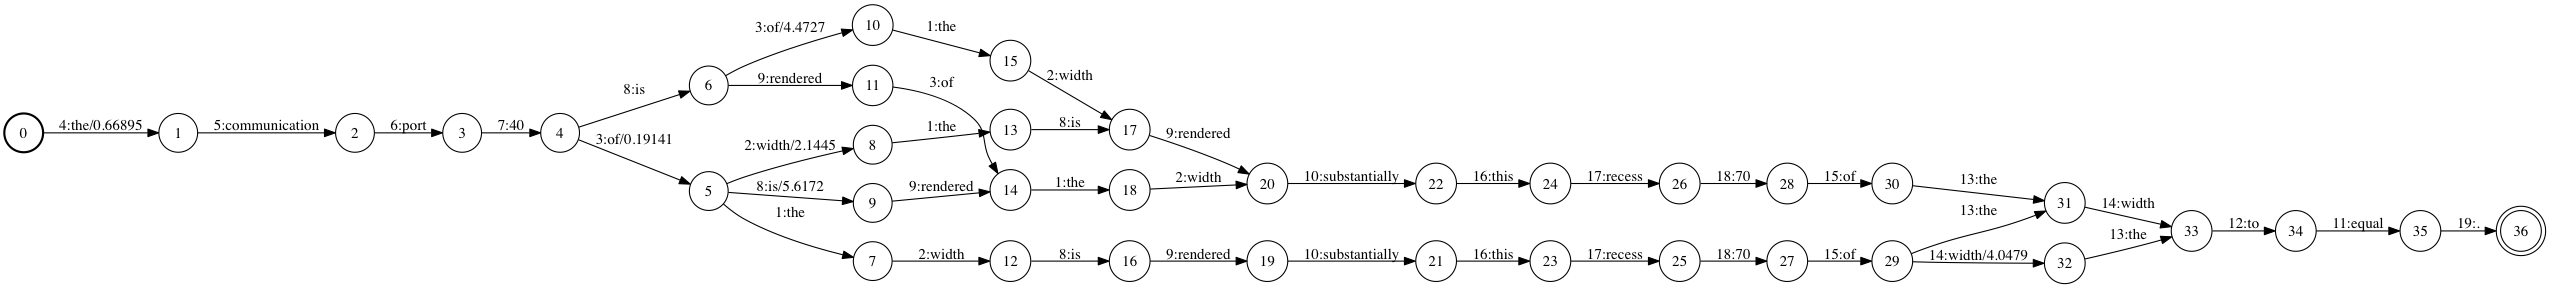 0 4:the/0.66895 1 5:communication 2 6:port 3 7:40 4
8:is 6
3:of/0.19141 5
3:of/4.4727 10 1:the 15 2:width
9:rendered 11 3:of
2:width/2.1445 8 1:the 13 8:is 17 9:rendered
8:is/5.6172 9 9:rendered 14 1:the 18 2:width 20 10:substantially 22 16:this 24 17:recess 26 18:70 28 15:of 30 13:the 31 14:width
1:the 7 2:width 12 8:is 16 9:rendered 19 10:substantially 21 16:this 23 17:recess 25 18:70 27 15:of 29 13:the
14:width/4.0479 32 13:the
33 12:to 34 11:equal 35 19:. 36